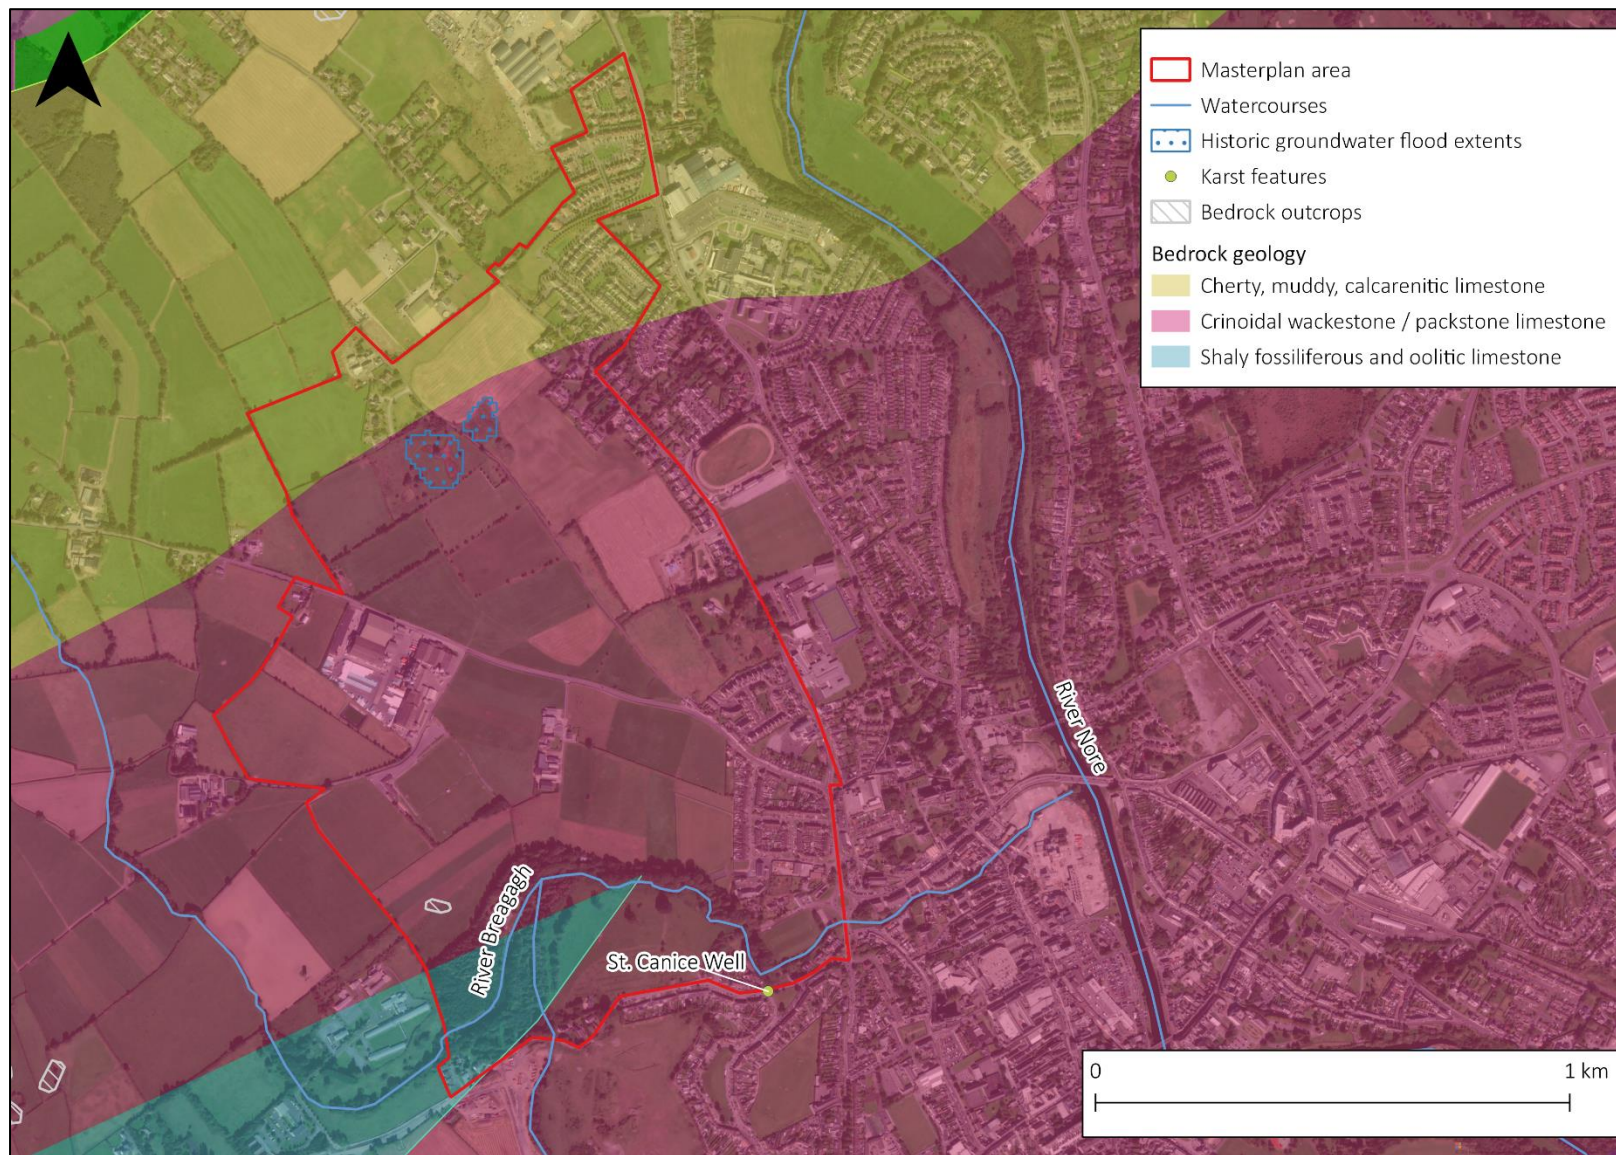 Masterplan area
Watercourses
Historic groundwater flood extents
Karst features
Bedrock outcrops
Bedrock geology
Cherty, muddy, calcarenitic limestone
Crinoidal wackestone / packstone limestone
Shaly fossiliferous and oolitic limestone
River Nore
River Breagagh
St. Canice Well
0
1 km